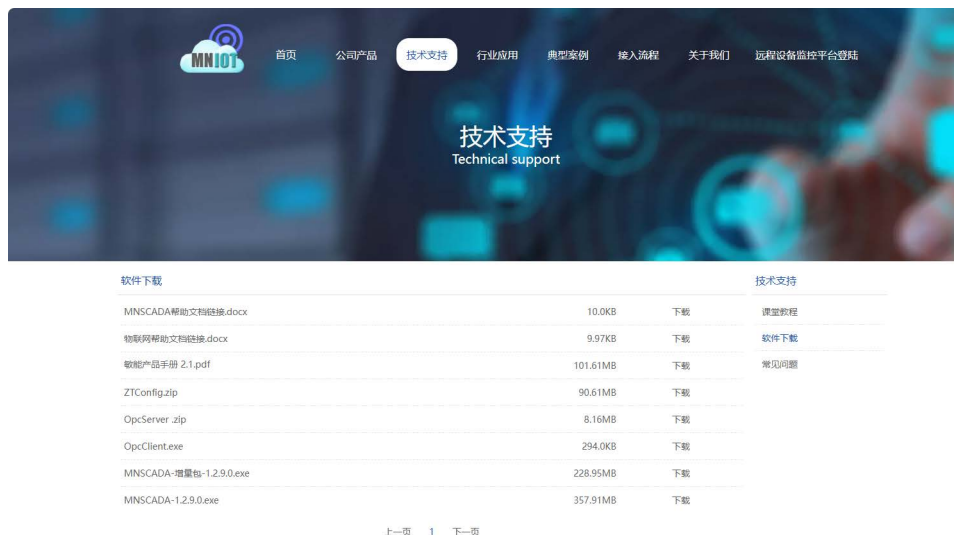 MNIOT
首页 公司产品 技术支持 行业应用 典型案例 接入流程 关于我们 远程设备监控平台登陆
技术支持
Technical support
软件下载
MNSCADA帮助文档链接.docx 10.0KB 下载
物联网帮助文档链接.docx 9.97KB 下载
敏能产品手册 2.1.pdf 101.61MB 下载
ZTConfig.zip 90.61MB 下载
OpcServer .zip 8.16MB 下载
OpcClient.exe 294.0KB 下载
MNSCADA-增量包-1.2.9.0.exe 228.95MB 下载
MNSCADA-1.2.9.0.exe 357.91MB 下载
上一页 1 下一页
技术支持
课堂教程
软件下载
常见问题